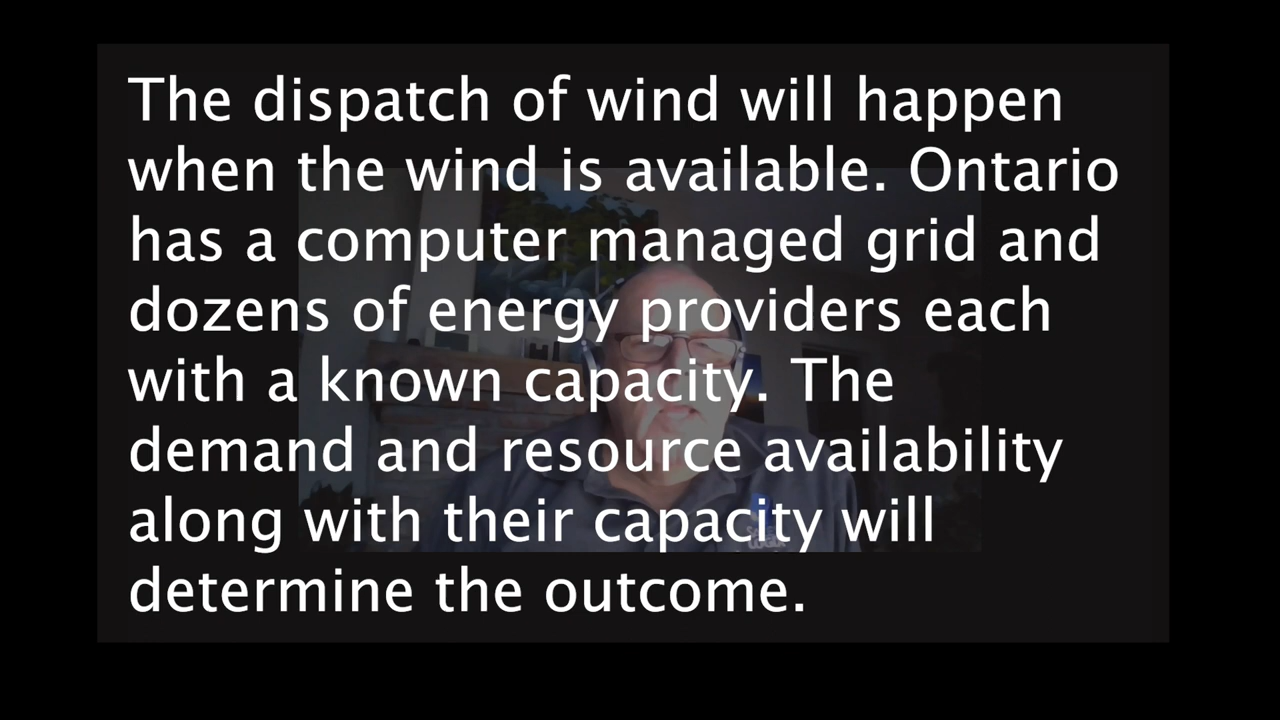 The dispatch of wind will happen
when the wind is available. Ontario
has a computer managed grid and
dozens of energy providers each
with a known capacity. The
demand and resource availability
along with their capacity will
determine the outcome.